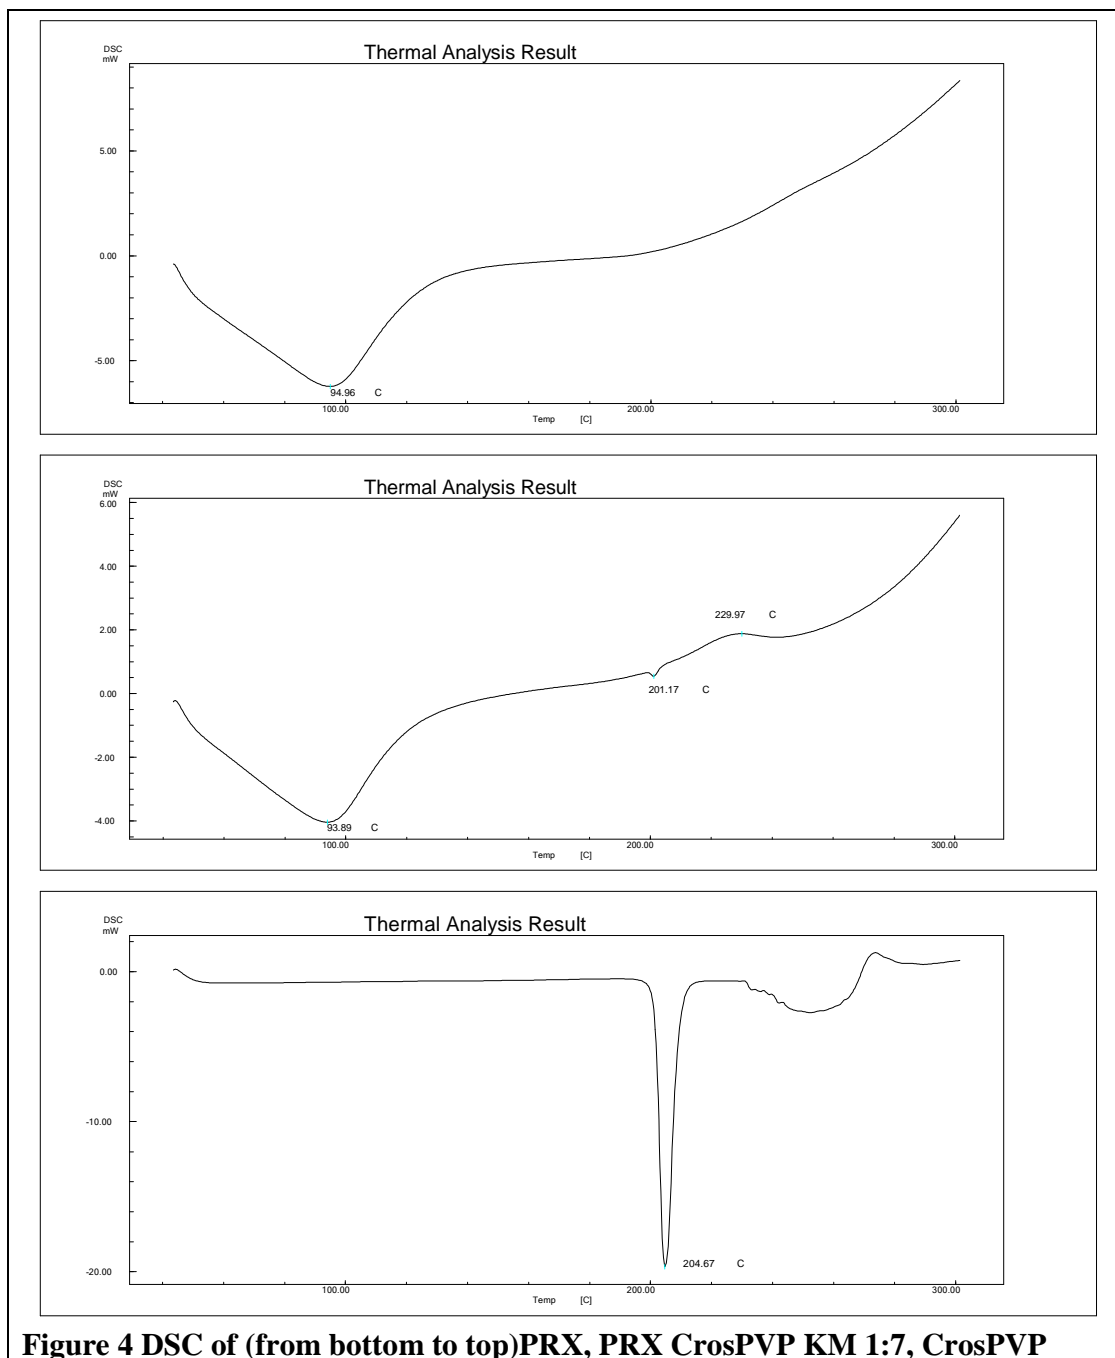 DSC
mW
Thermal Analysis Result
5.00
0.00
-5.00
94.96 C
100.00 200.00 300.00
Temp [C]
DSC
mW
Thermal Analysis Result
6.00
4.00
229.97 C
2.00
0.00
201.17 C
-2.00
-4.00
93.89 C
100.00 200.00 300.00
Temp [C]
DSC
mW
Thermal Analysis Result
0.00
-10.00
-20.00
204.67 C
100.00 200.00 300.00
Temp [C]
Figure 4 DSC of (from bottom to top)PRX, PRX CrosPVP KM 1:7, CrosPVP